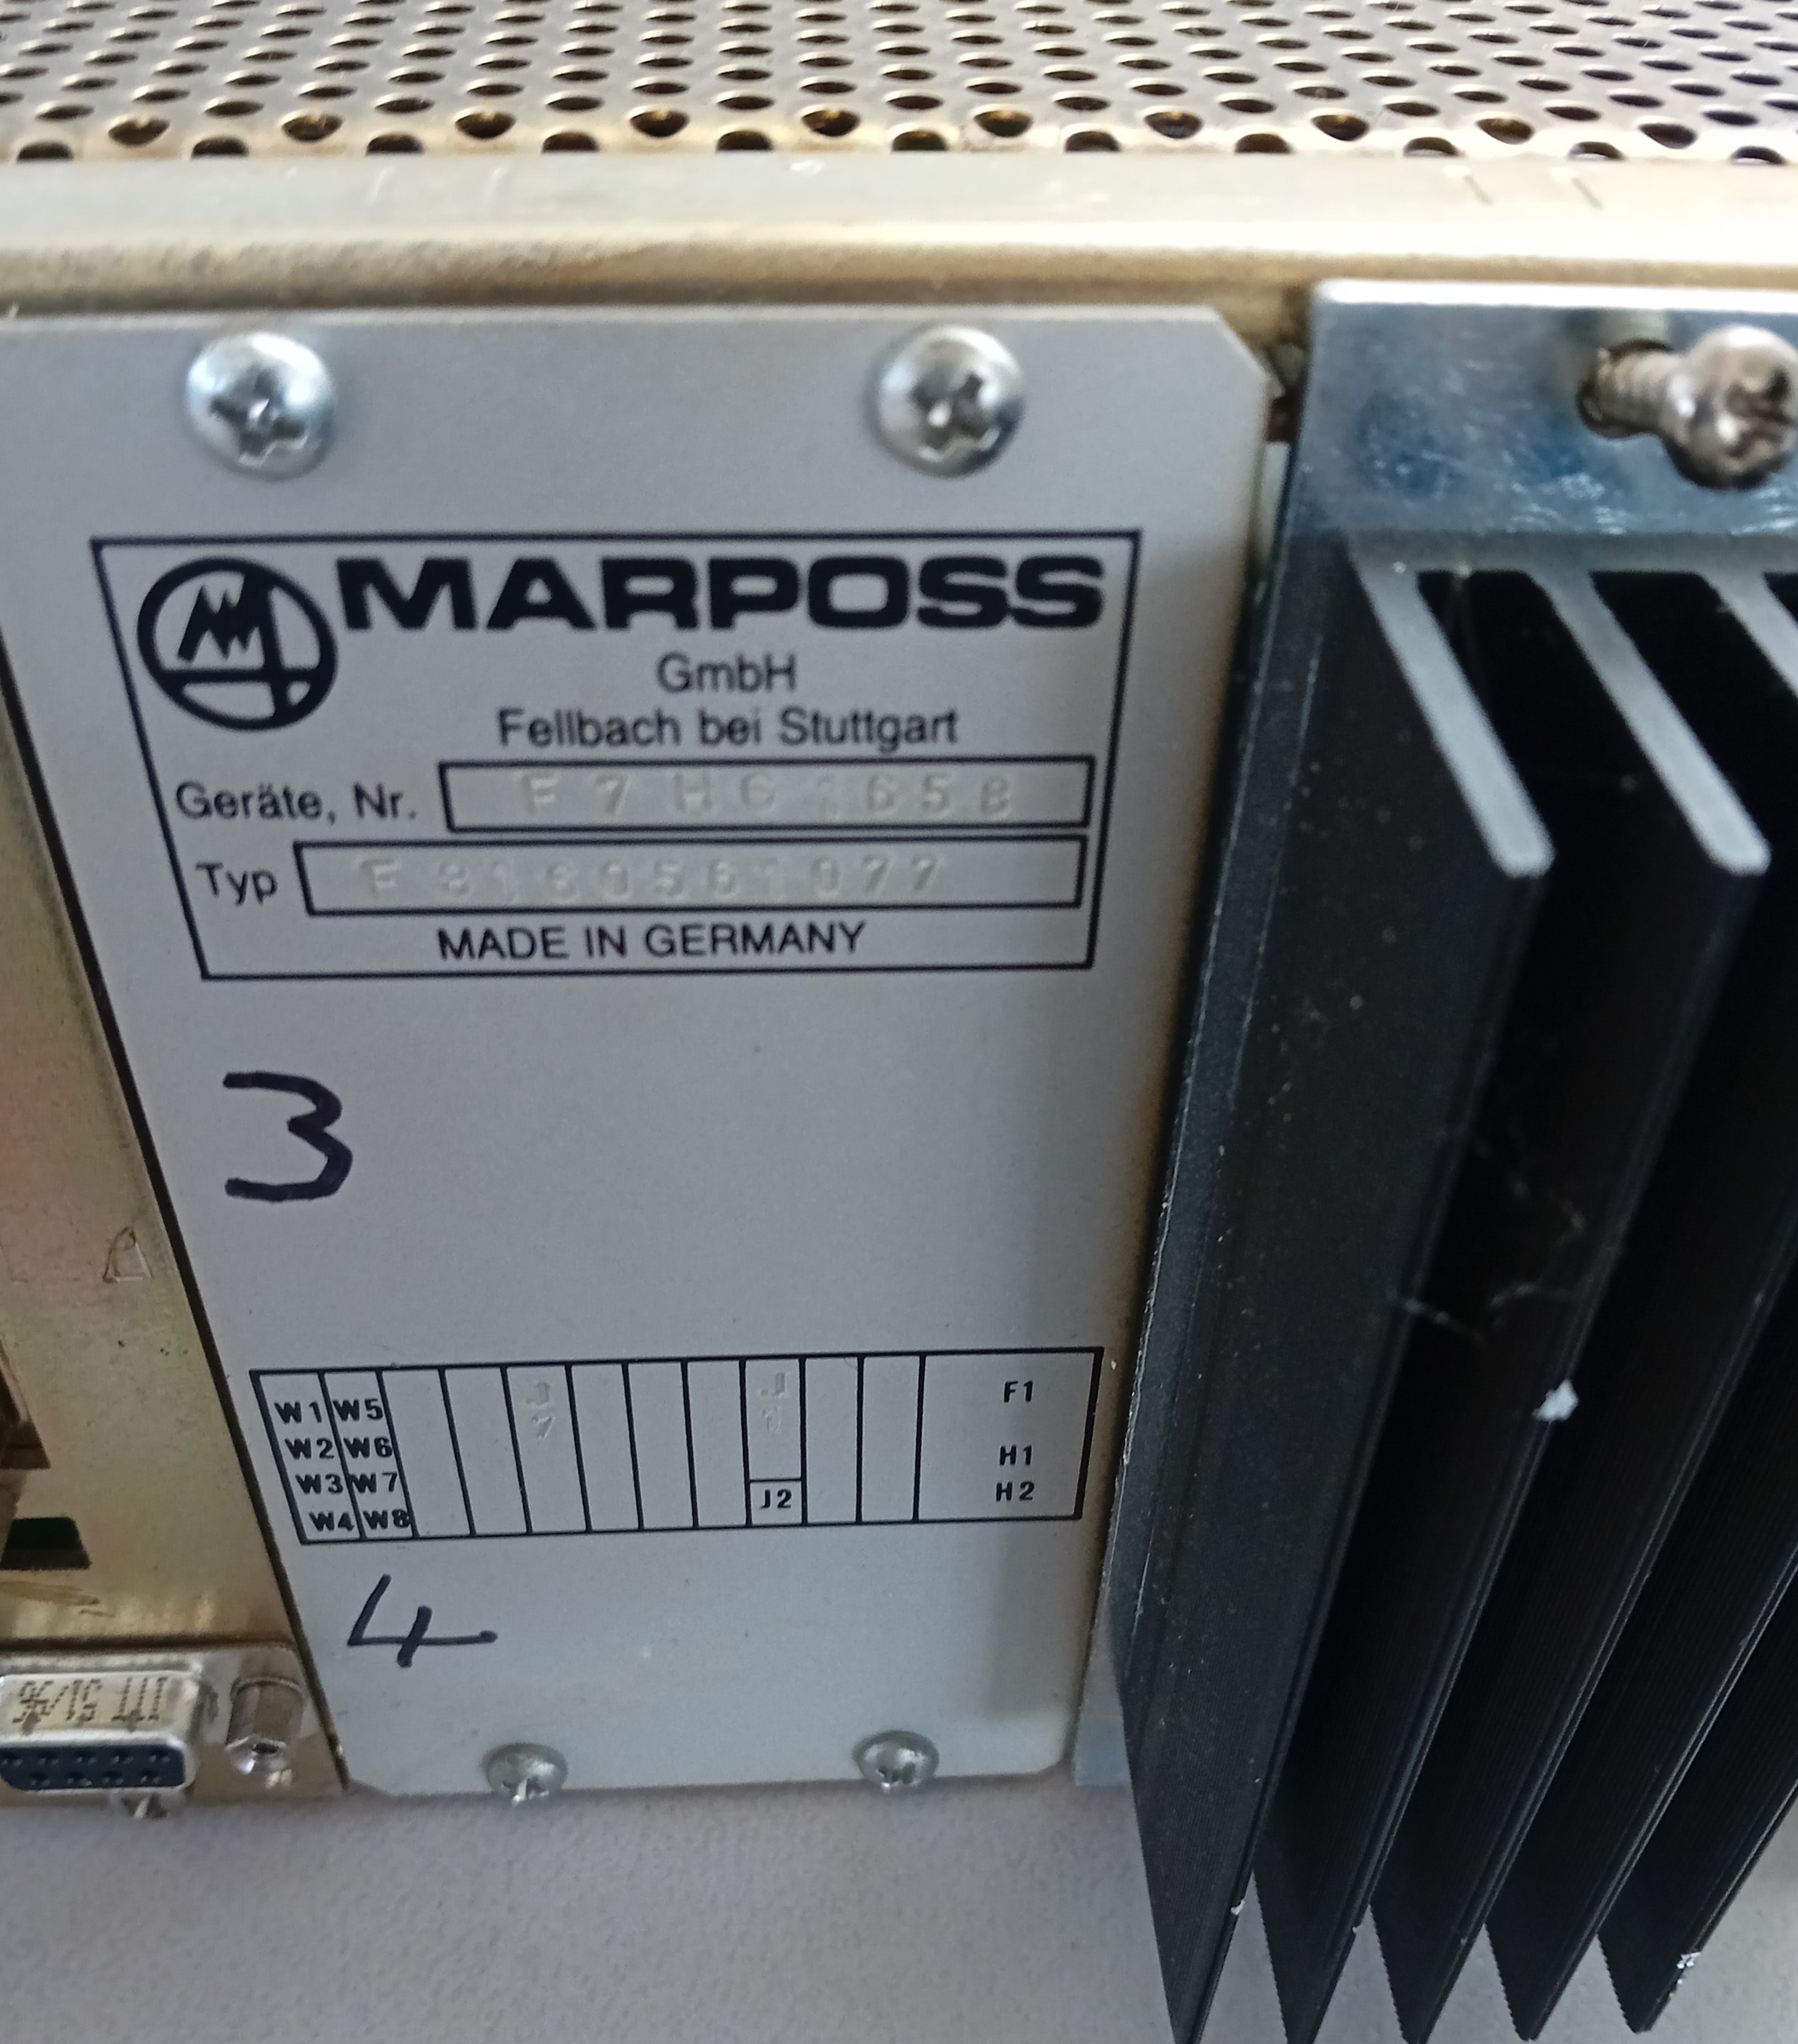 MARPOSS
GmbH
Fellbach bei Stuttgart
Geräte, Nr.
Typ
MADE IN GERMANY
3
W1 W5 F1
W2 W6 H1
W3 W7 J2 H2
W4 W8
4